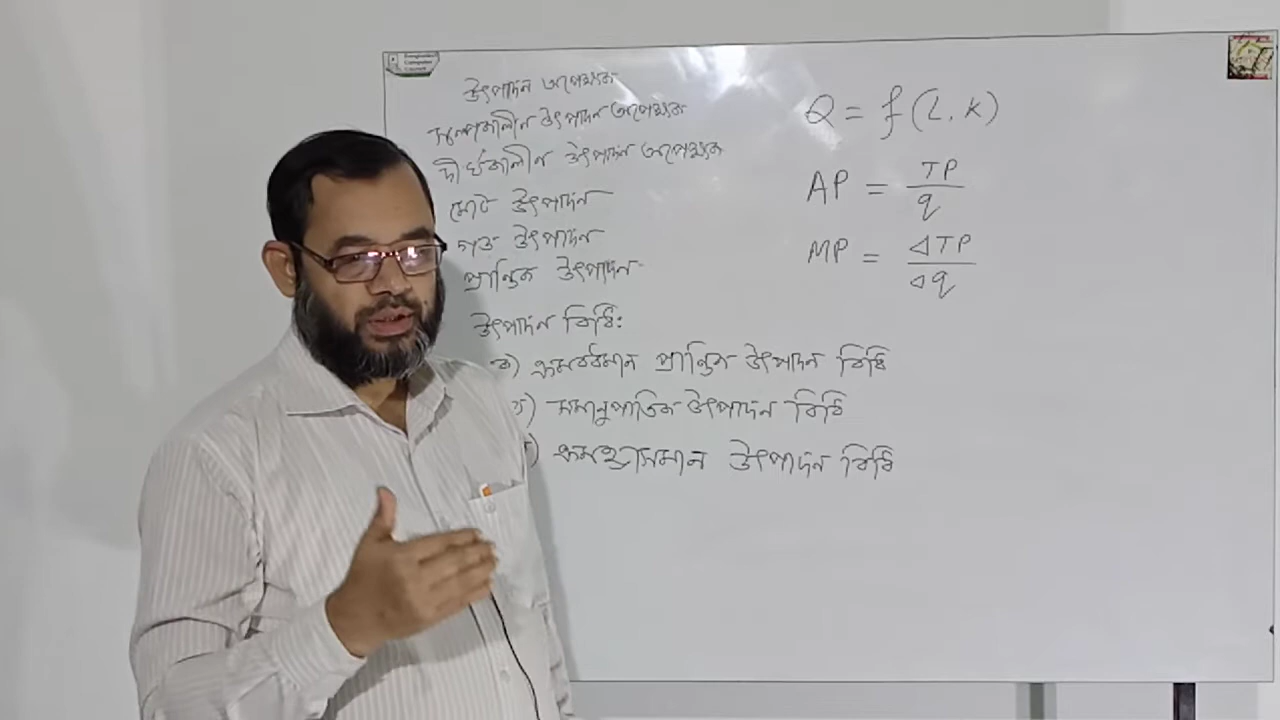 উৎপাদন অপেক্ষক
স্বল্পকালীন উৎপাদন অপেক্ষক
দীর্ঘকালীন উৎপাদন অপেক্ষক
মোট উৎপাদন
গড় উৎপাদন
প্রান্তিক উৎপাদন
উৎপাদন বিধি:
ক) ক্রমবর্ধমান প্রান্তিক উৎপাদন বিধি
খ) সমানুপাতিক উৎপাদন বিধি
) ক্রমহ্রাসমান উৎপাদন বিধি
Q = f (L, K)
AP = TP / q
MP = ΔTP / Δq